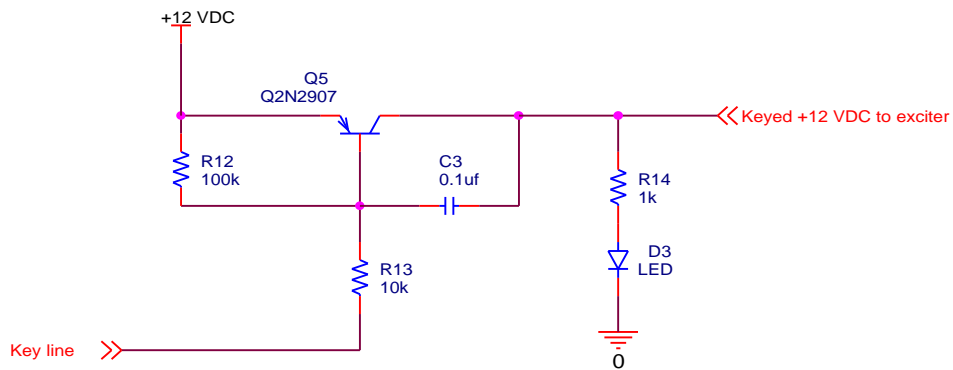 +12 VDC
Q5
Q2N2907
Keyed +12 VDC to exciter
R12
100k
C3
0.1uf
R14
1k
D3
LED
R13
10k
Key line
0